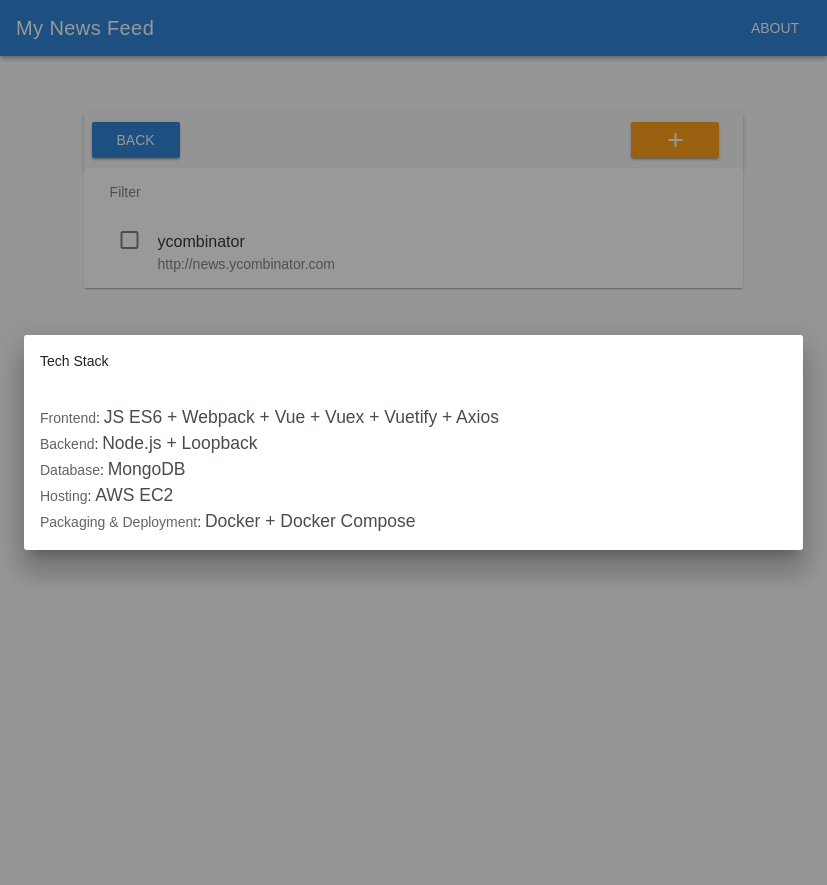 My News Feed
ABOUT
BACK
+
Filter
ycombinator
http://news.ycombinator.com
Tech Stack
Frontend: JS ES6 + Webpack + Vue + Vuex + Vuetify + Axios
Backend: Node.js + Loopback
Database: MongoDB
Hosting: AWS EC2
Packaging & Deployment: Docker + Docker Compose